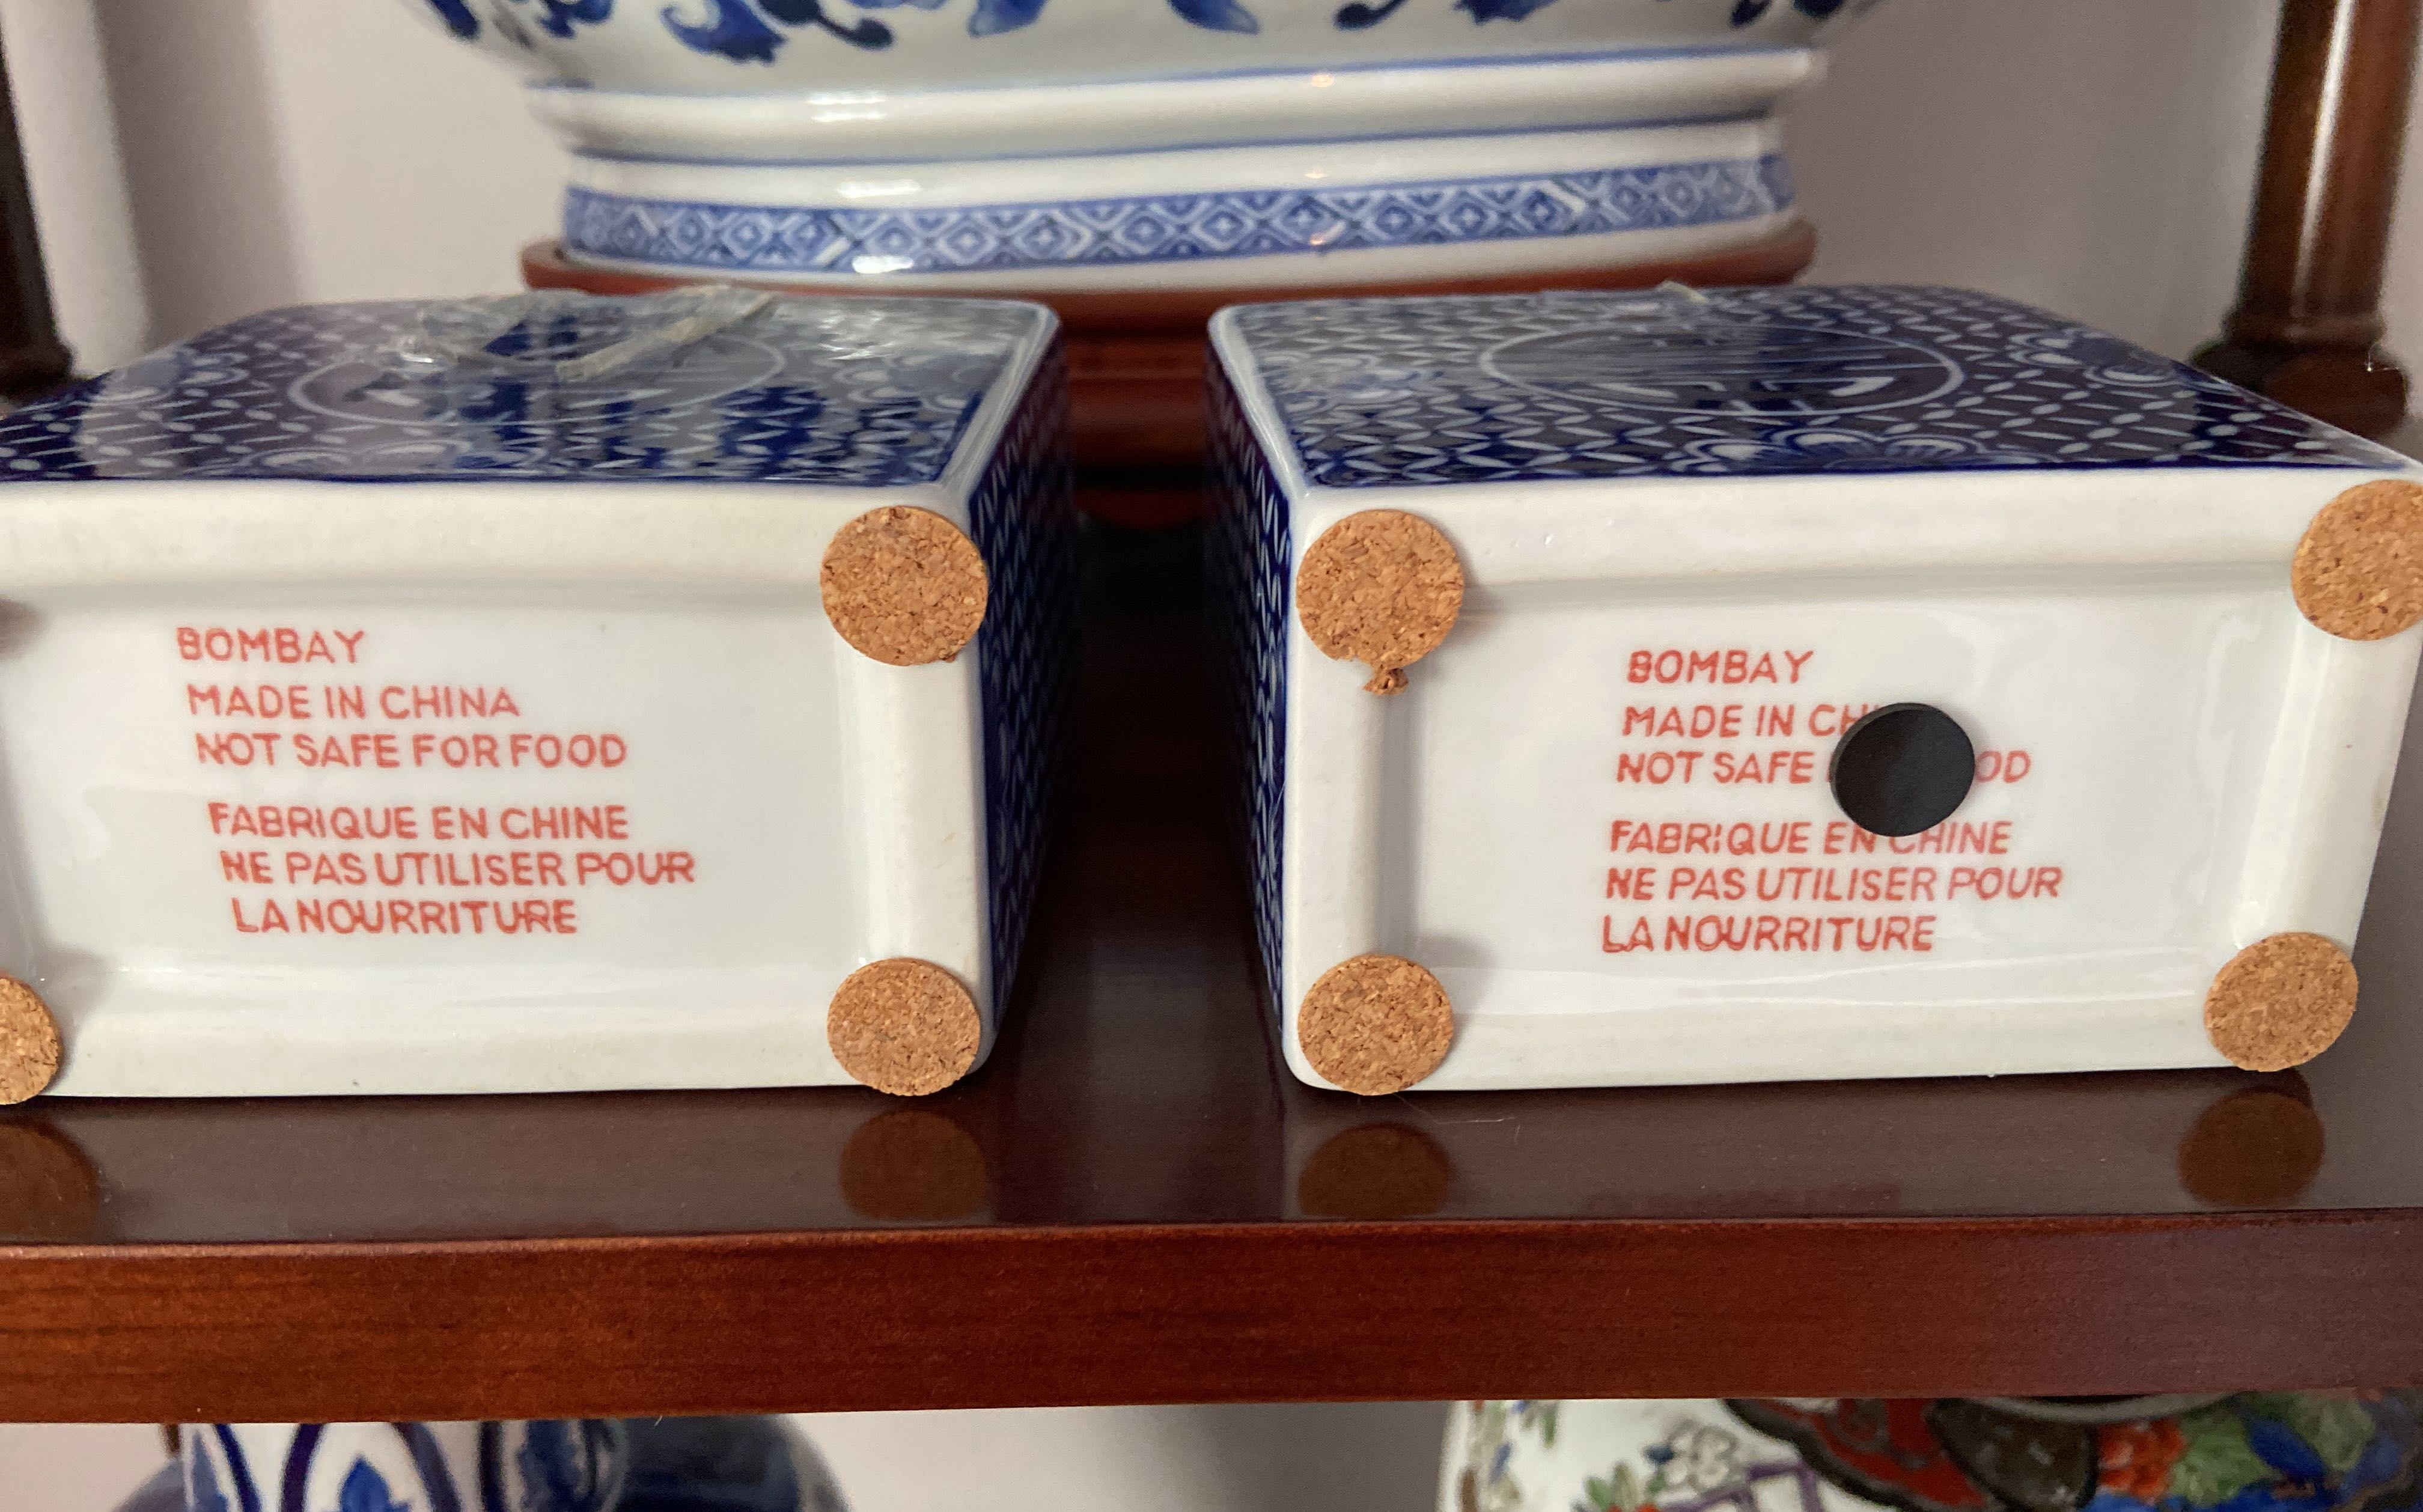 BOMBAY
MADE IN CHINA
NOT SAFE FOR FOOD
FABRIQUE EN CHINE
NE PAS UTILISER POUR
LA NOURRITURE
BOMBAY
MADE IN
NOT SAFE
FABRIQUE EN CHINE
NE PAS UTILISER POUR
LA NOURRITURE